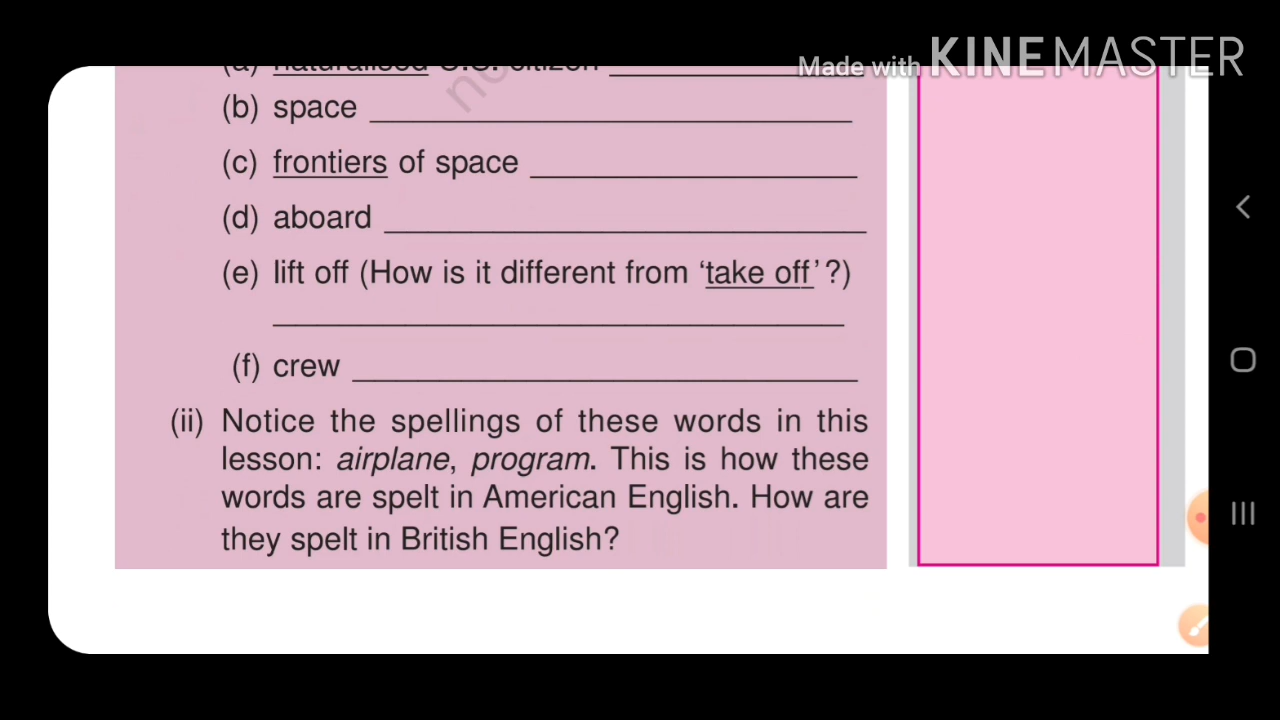 Made with KINEMASTER
(a) naturalised U.S. citizen
(b) space
(c) frontiers of space
(d) aboard
(e) lift off (How is it different from ‘take off’?)
(f) crew
(ii) Notice the spellings of these words in this
lesson: airplane, program. This is how these
words are spelt in American English. How are
they spelt in British English?